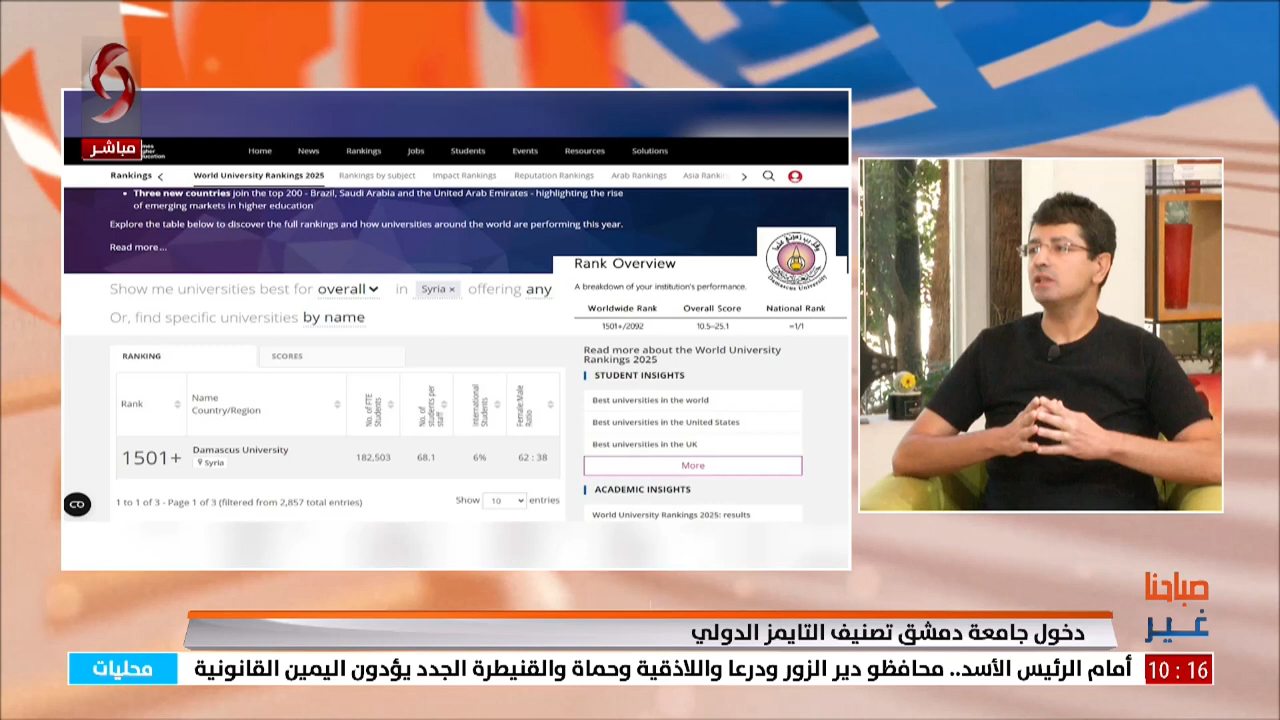 مباشر
Home News Rankings Jobs Students Events Resources Solutions
Rankings World University Rankings 2025 Rankings by subject Impact Rankings Reputation Rankings Arab Rankings Asia
Three new countries join the top 200 - Brazil, Saudi Arabia and the United Arab Emirates - highlighting the rise
of emerging markets in higher education
Explore the table below to discover the full rankings and how universities around the world are performing this year.
Read more...
Show me universities best for overall in Syria × offering any
Or, find specific universities by name
RANKING SCORES
Rank
Name
Country/Region
No. of FTE Students
No. of students per staff
International Students
Female:Male Ratio
1501+ Damascus University 182,503 68.1 6% 62 : 38
Syria
1 to 1 of 3 - Page 1 of 3 (filtered from 2,857 total entries) Show 10 entries
Damascus University
Rank Overview
A breakdown of your institution's performance.
Worldwide Rank Overall Score National Rank
1501+/2092 10.5–25.1 =1/1
Read more about the World University
Rankings 2025
STUDENT INSIGHTS
Best universities in the world
Best universities in the United States
Best universities in the UK
More
ACADEMIC INSIGHTS
World University Rankings 2025: results
صباحنا
غير
دخول جامعة دمشق تصنيف التايمز الدولي
محليات
أمام الرئيس الأسد.. محافظو دير الزور ودرعا واللاذقية وحماة والقنيطرة الجدد يؤدون اليمين القانونية
10 : 16